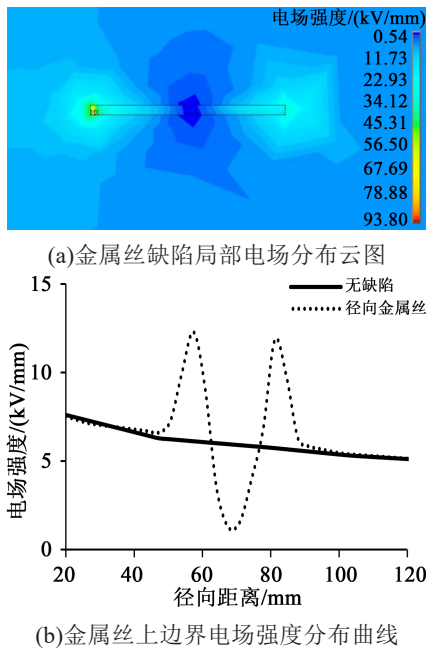 电场强度/(kV/mm)
0.54
11.73
22.93
34.12
45.31
56.50
67.69
78.88
93.80
(a)金属丝缺陷局部电场分布云图
15
10
5
0
电场强度/(kV/mm)
无缺陷
径向金属丝
20 40 60 80 100 120
径向距离/mm
(b)金属丝上边界电场强度分布曲线